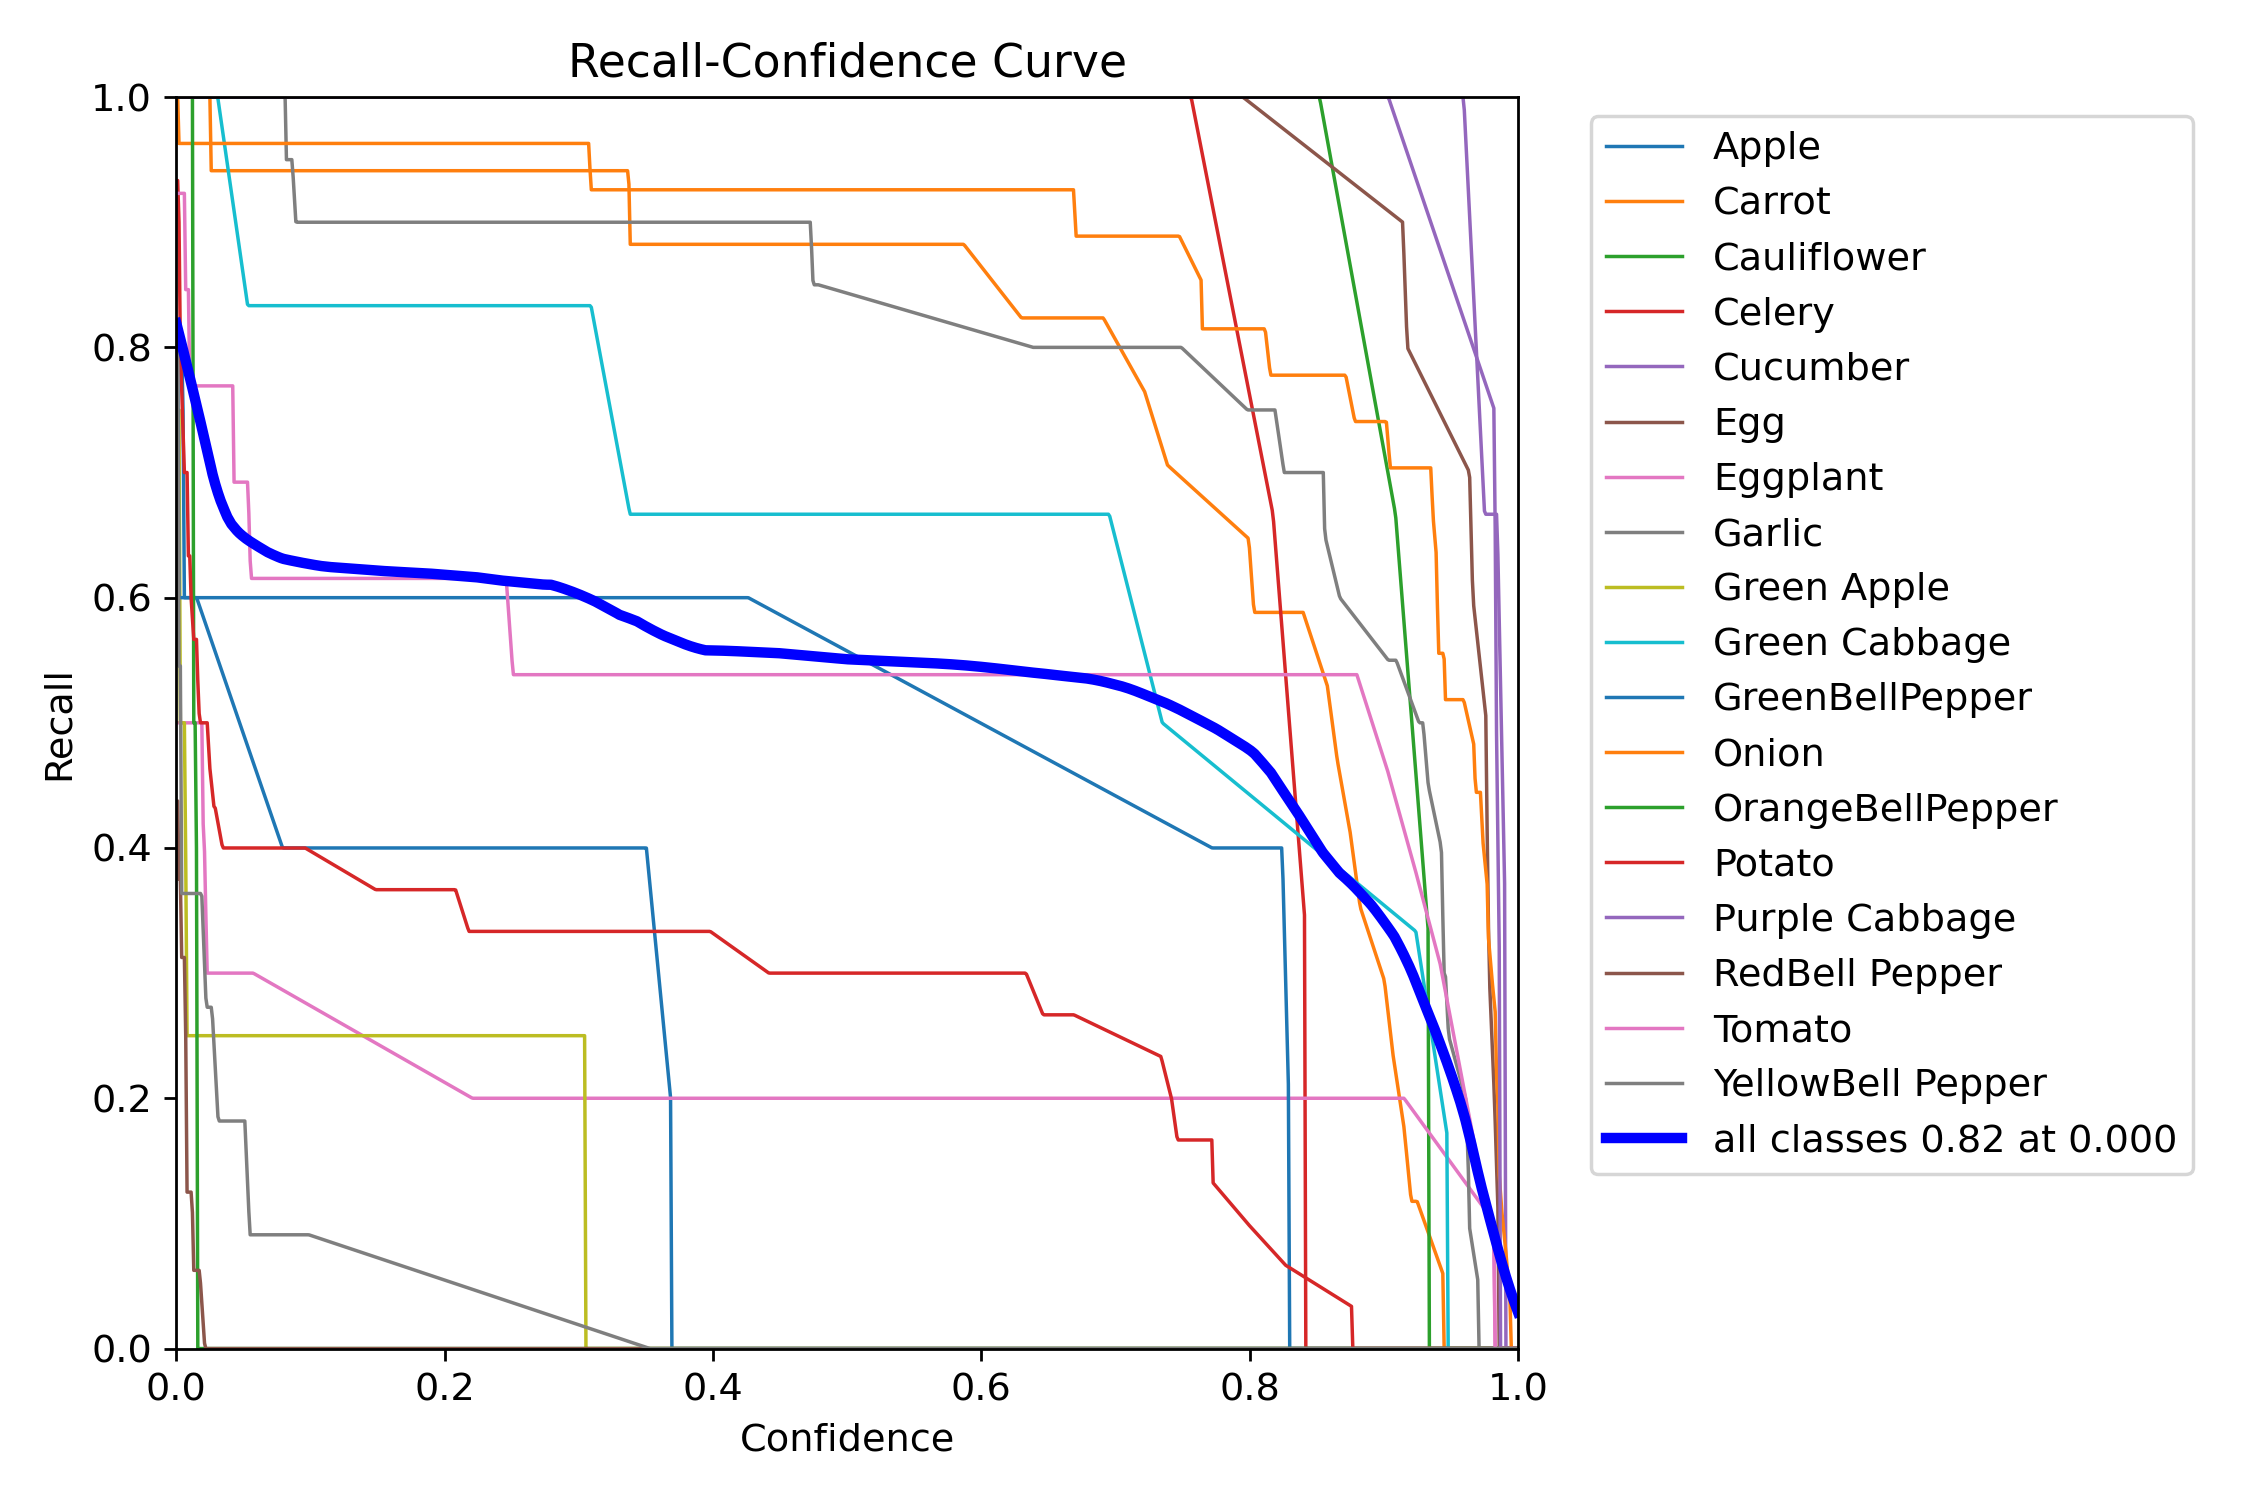 Recall-Confidence Curve
1.0
0.8
0.6
0.4
0.2
0.0
Recall
0.0 0.2 0.4 0.6 0.8 1.0
Confidence
Apple
Carrot
Cauliflower
Celery
Cucumber
Egg
Eggplant
Garlic
Green Apple
Green Cabbage
GreenBellPepper
Onion
OrangeBellPepper
Potato
Purple Cabbage
RedBell Pepper
Tomato
YellowBell Pepper
all classes 0.82 at 0.000